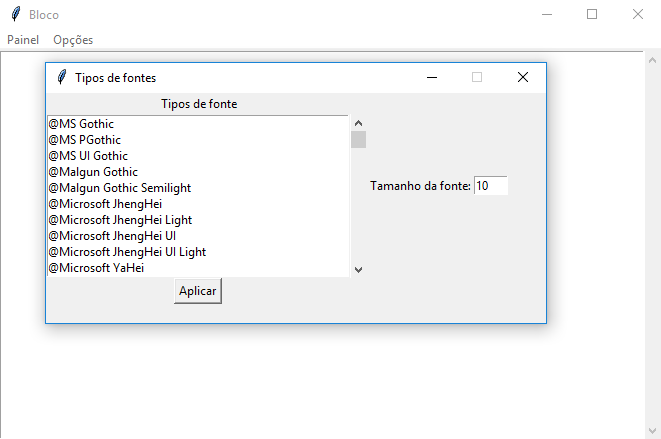 Bloco
Painel Opções
Tipos de fontes
Tipos de fonte
@MS Gothic
@MS PGothic
@MS UI Gothic
@Malgun Gothic
@Malgun Gothic Semilight
@Microsoft JhengHei
@Microsoft JhengHei Light
@Microsoft JhengHei UI
@Microsoft JhengHei UI Light
@Microsoft YaHei
Tamanho da fonte: 10
Aplicar